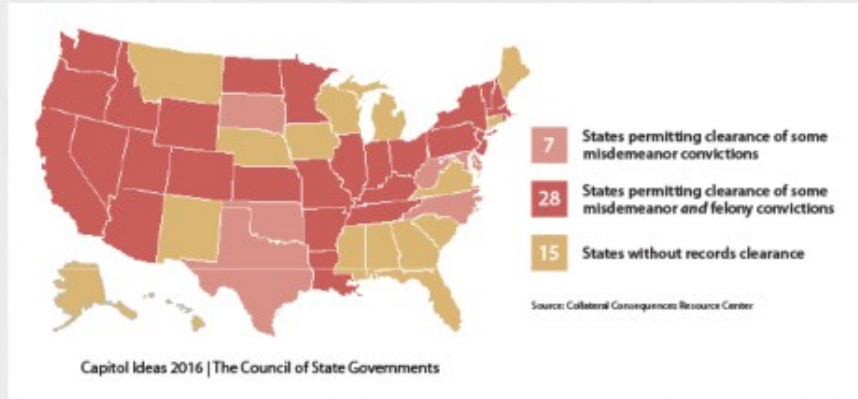 7
States permitting clearance of some
misdemeanor convictions
28
States permitting clearance of some
misdemeanor and felony convictions
15
States without records clearance
Source: Collateral Consequences Resource Center
Capitol Ideas 2016 | The Council of State Governments